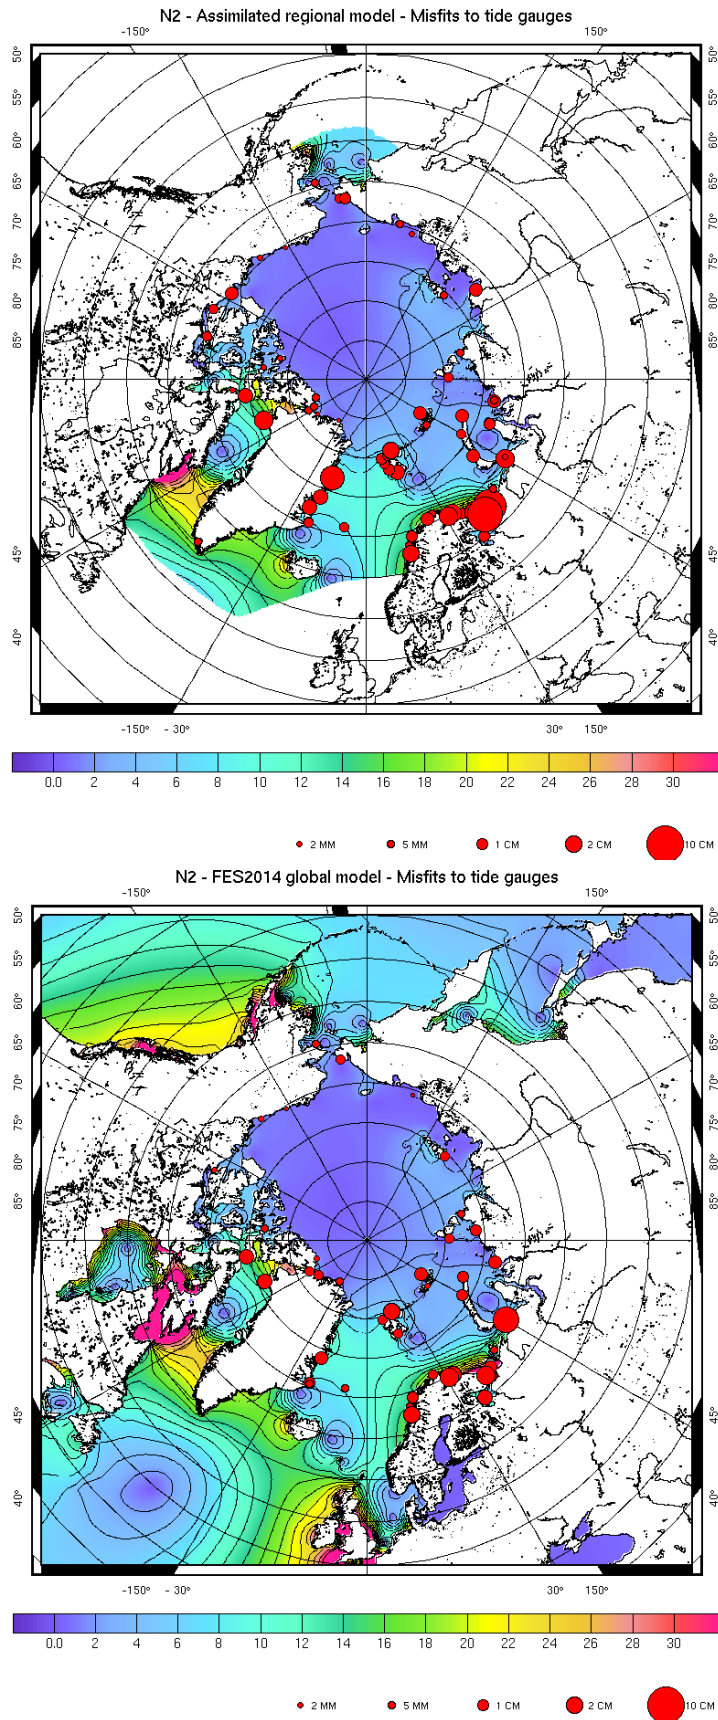 N2 - Assimilated regional model - Misfits to tide gauges
-150° 150°
50° 50°
55° 55°
60° 60°
65° 65°
70° 70°
75° 75°
80° 80°
85° 85°
45° 45°
40° 40°
-150° - 30° 30° 150°
0.0 2 4 6 8 10 12 14 16 18 20 22 24 26 28 30
2 MM 5 MM 1 CM 2 CM 10 CM
N2 - FES2014 global model - Misfits to tide gauges
-150° 150°
50° 50°
55° 55°
60° 60°
65° 65°
70° 70°
75° 75°
80° 80°
85° 85°
45° 45°
40° 40°
-150° - 30° 30° 150°
0.0 2 4 6 8 10 12 14 16 18 20 22 24 26 28 30
2 MM 5 MM 1 CM 2 CM 10 CM